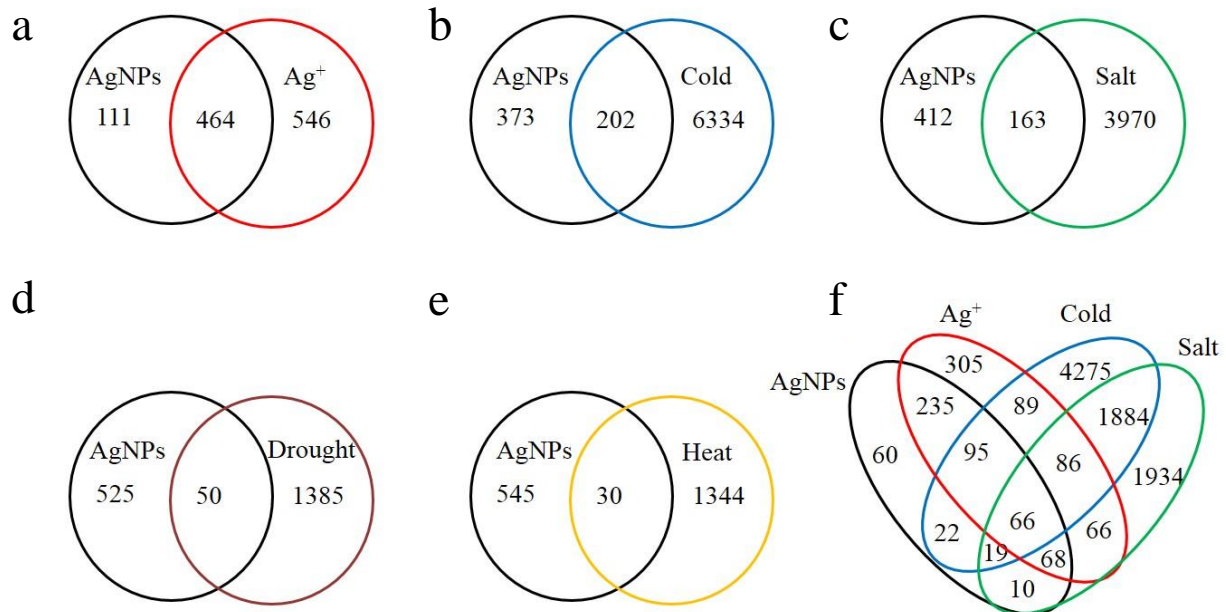 a
AgNPs
Ag⁺
111
464
546
b
AgNPs
Cold
373
202
6334
c
AgNPs
Salt
412
163
3970
d
AgNPs
Drought
525
50
1385
e
AgNPs
Heat
545
30
1344
f
Ag⁺
Cold
Salt
AgNPs
305
4275
235
89
1884
60
95
86
1934
22
66
66
19
68
10